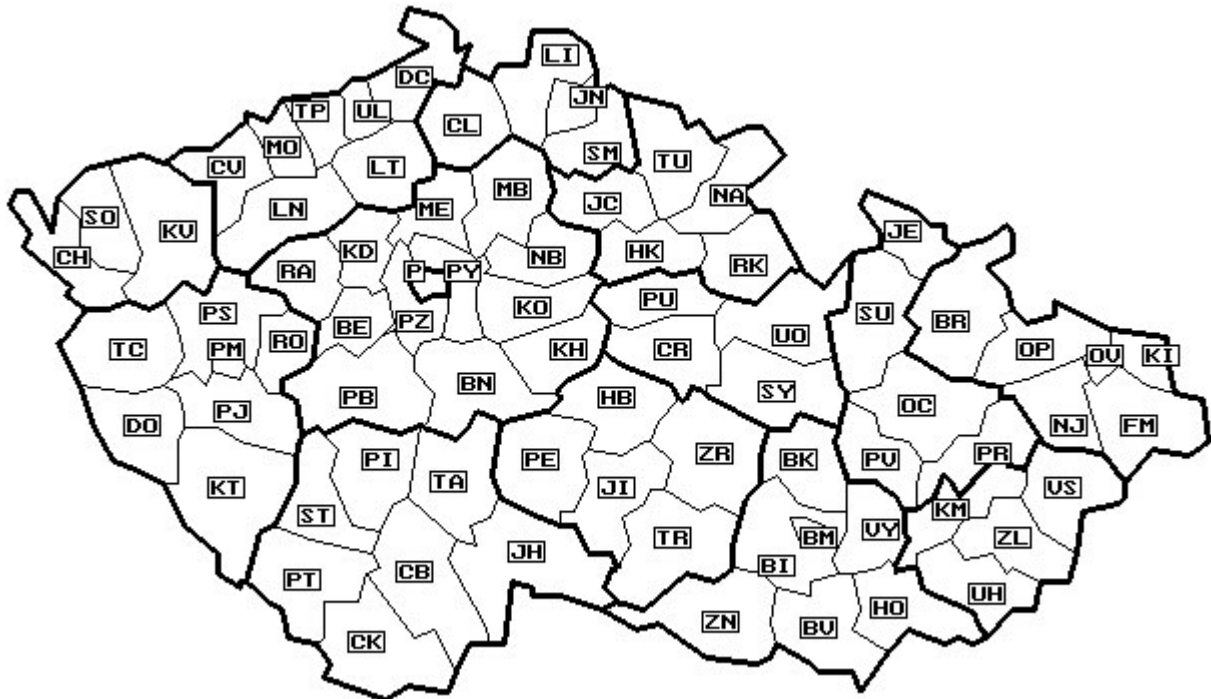 LI
DC
JN
TP
UL
CL
MO
SM
CV
LT
TU
MB
NA
LN
ME
JC
SO
KV
JE
KD
HK
CH
NB
RA
P
PY
RK
KO
PU
PS
SU
BR
BE
PZ
UO
RO
TC
PM
KH
CR
OP
OV
KI
BN
SY
PB
HB
OC
PJ
DO
NJ
FM
ZR
PI
PE
BK
PV
PR
KT
TA
JI
VS
ST
KM
BM
VY
TR
ZL
JH
BI
CB
PT
UH
HO
ZN
BV
CK